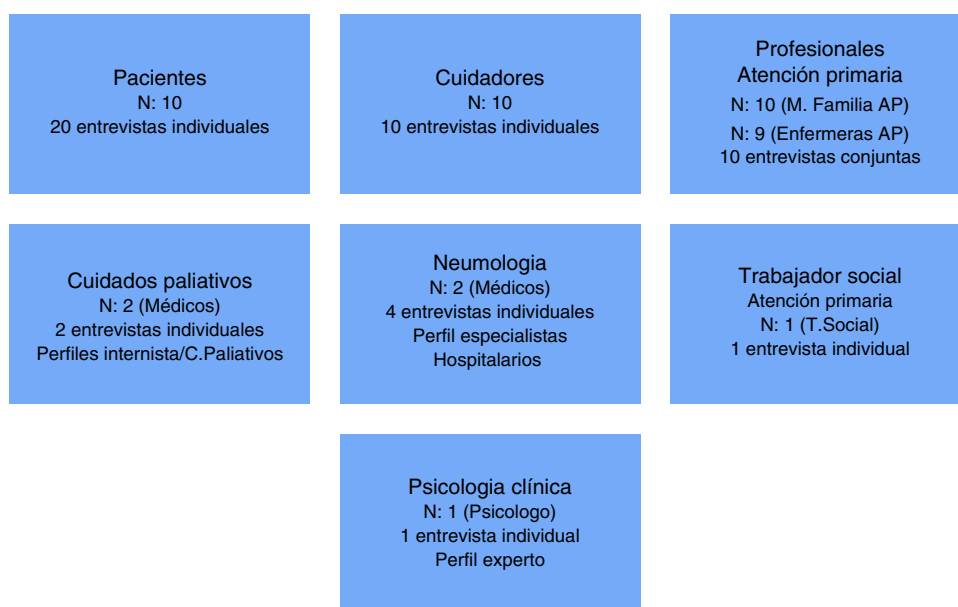 Pacientes
N: 10
20 entrevistas individuales
Cuidadores
N: 10
10 entrevistas individuales
Profesionales
Atención primaria
N: 10 (M. Familia AP)
N: 9 (Enfermeras AP)
10 entrevistas conjuntas
Cuidados paliativos
N: 2 (Médicos)
2 entrevistas individuales
Perfiles internista/C.Paliativos
Neumologia
N: 2 (Médicos)
4 entrevistas individuales
Perfil especialistas
Hospitalarios
Trabajador social
Atención primaria
N: 1 (T.Social)
1 entrevista individual
Psicologia clínica
N: 1 (Psicologo)
1 entrevista individual
Perfil experto